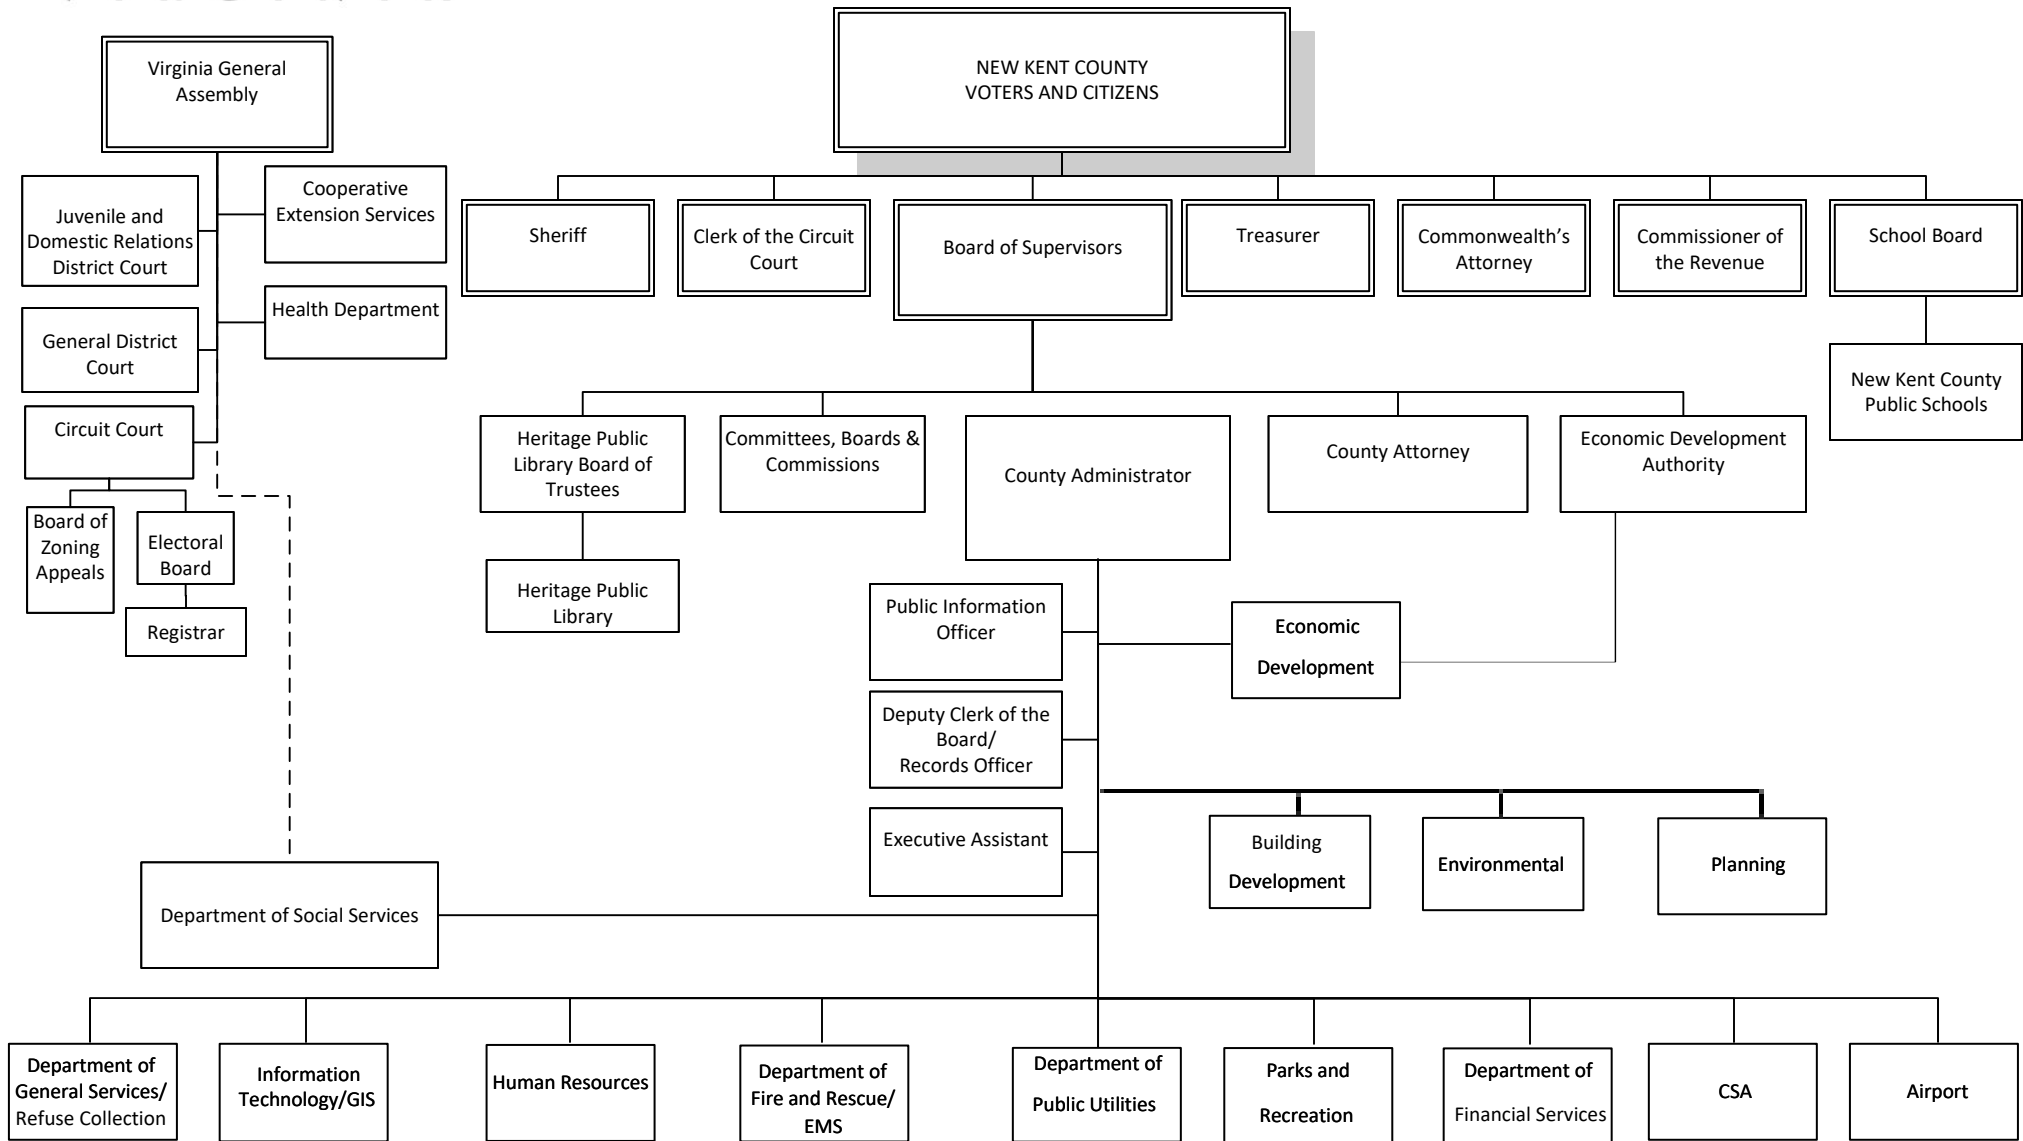 Virginia General
Assembly
NEW KENT COUNTY
VOTERS AND CITIZENS
Juvenile and
Domestic Relations
District Court
Cooperative
Extension Services
Sheriff
Clerk of the Circuit
Court
Board of Supervisors
Treasurer
Commonwealth’s
Attorney
Commissioner of
the Revenue
School Board
General District
Court
Health Department
New Kent County
Public Schools
Circuit Court
Heritage Public
Library Board of
Trustees
Committees, Boards &
Commissions
County Administrator
County Attorney
Economic Development
Authority
Board of
Zoning
Appeals
Electoral
Board
Registrar
Heritage Public
Library
Public Information
Officer
Economic
Development
Deputy Clerk of the
Board/
Records Officer
Executive Assistant
Building
Development
Environmental
Planning
Department of Social Services
Department of
General Services/
Refuse Collection
Information
Technology/GIS
Human Resources
Department of
Fire and Rescue/
EMS
Department of
Public Utilities
Parks and
Recreation
Department of
Financial Services
CSA
Airport